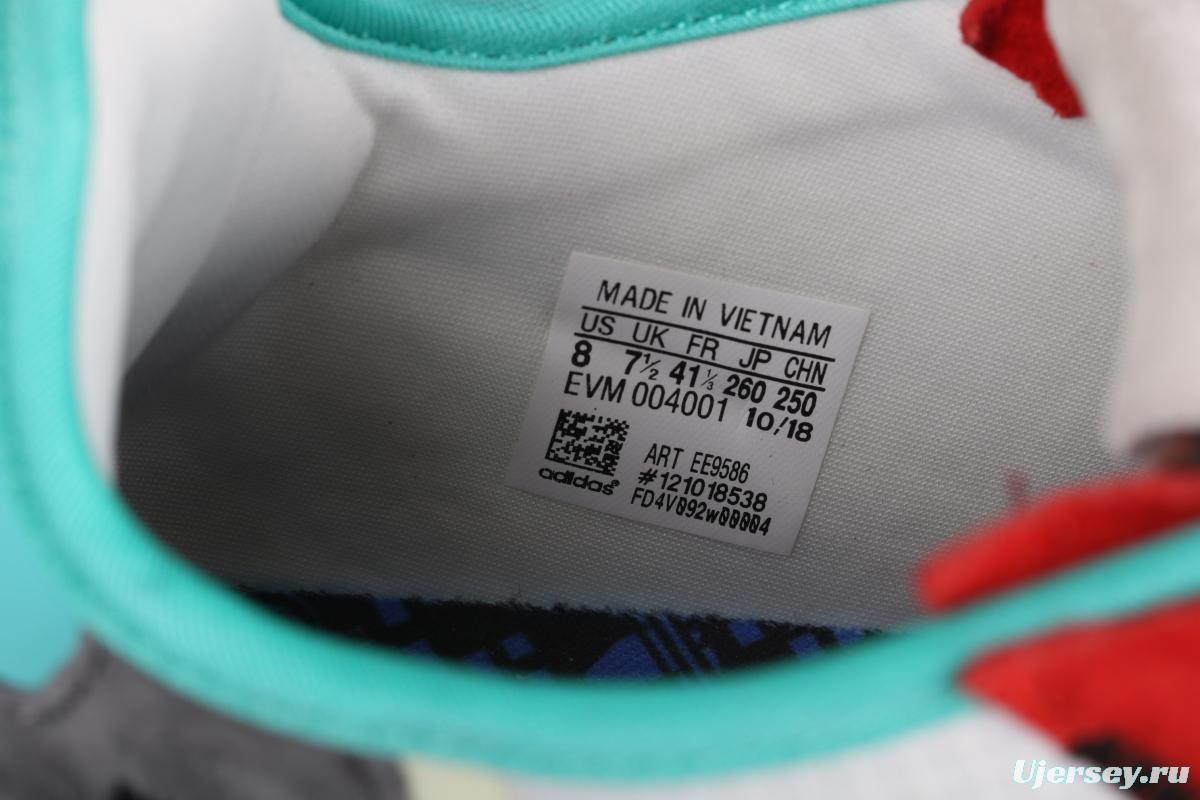 MADE IN VIETNAM
US UK FR JP CHN
8 7½ 41⅓ 260 250
EVM 004001 10/18
ART EE9586
#121018538
FD4V092w00004
adidas®
Ujersey.ru